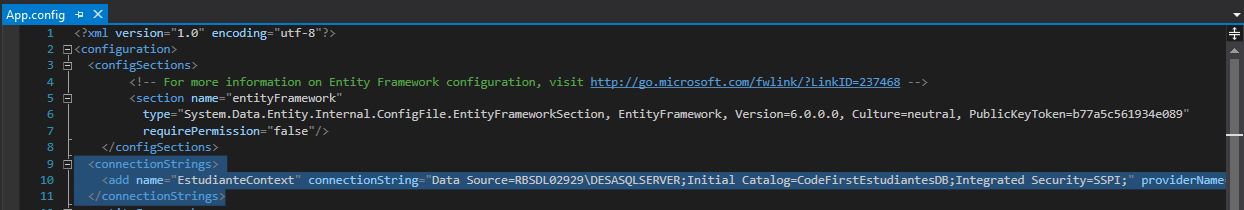 App.config
1 <?xml version="1.0" encoding="utf-8"?>
2 <configuration>
3 <configSections>
4 <!-- For more information on Entity Framework configuration, visit http://go.microsoft.com/fwlink/?LinkID=237468 -->
5 <section name="entityFramework"
6 type="System.Data.Entity.Internal.ConfigFile.EntityFrameworkSection, EntityFramework, Version=6.0.0.0, Culture=neutral, PublicKeyToken=b77a5c561934e089"
7 requirePermission="false"/>
8 </configSections>
9 <connectionStrings>
10 <add name="EstudianteContext" connectionString="Data Source=RBSDL02929\DESASQLSERVER;Initial Catalog=CodeFirstEstudiantesDB;Integrated Security=SSPI;" providerName
11 </connectionStrings>